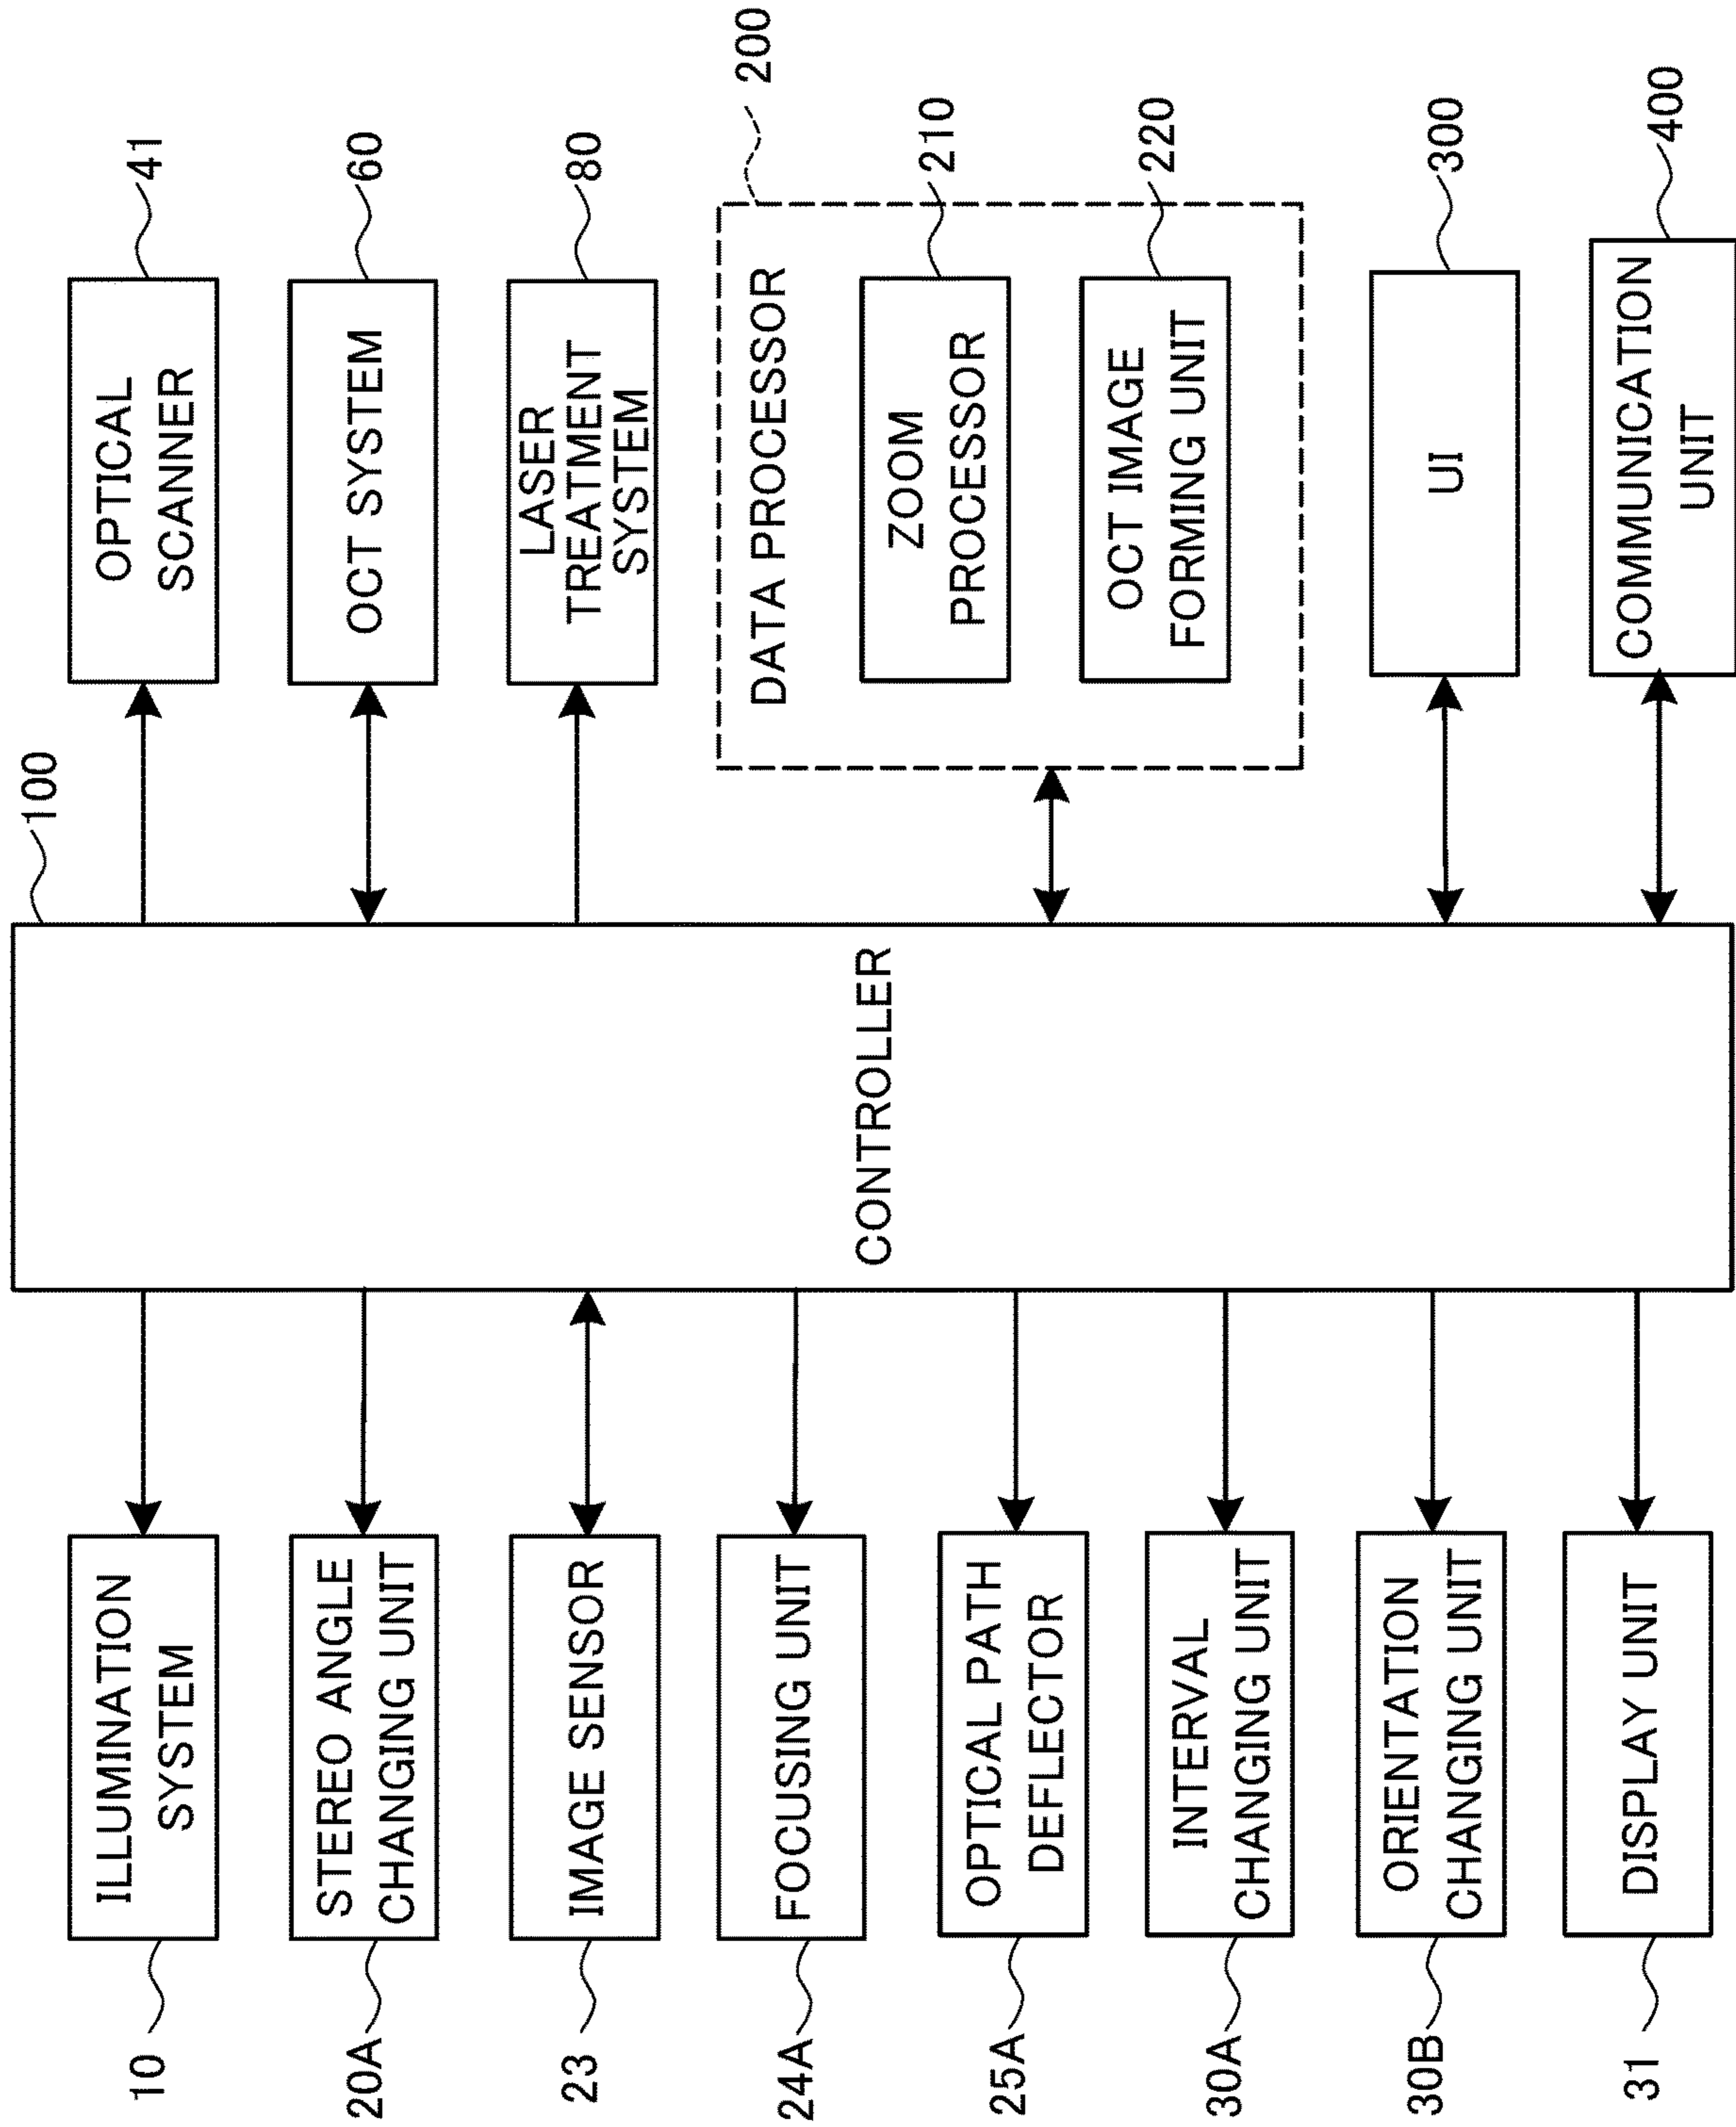 100
CONTROLLER
10
ILLUMINATION
SYSTEM
20A
STEREO ANGLE
CHANGING UNIT
23
IMAGE SENSOR
24A
FOCUSING UNIT
25A
OPTICAL PATH
DEFLECTOR
30A
INTERVAL
CHANGING UNIT
30B
ORIENTATION
CHANGING UNIT
31
DISPLAY UNIT
OPTICAL
SCANNER
41
OCT SYSTEM
60
LASER
TREATMENT
SYSTEM
80
DATA PROCESSOR
200
ZOOM
PROCESSOR
210
OCT IMAGE
FORMING UNIT
220
UI
300
COMMUNICATION
UNIT
400